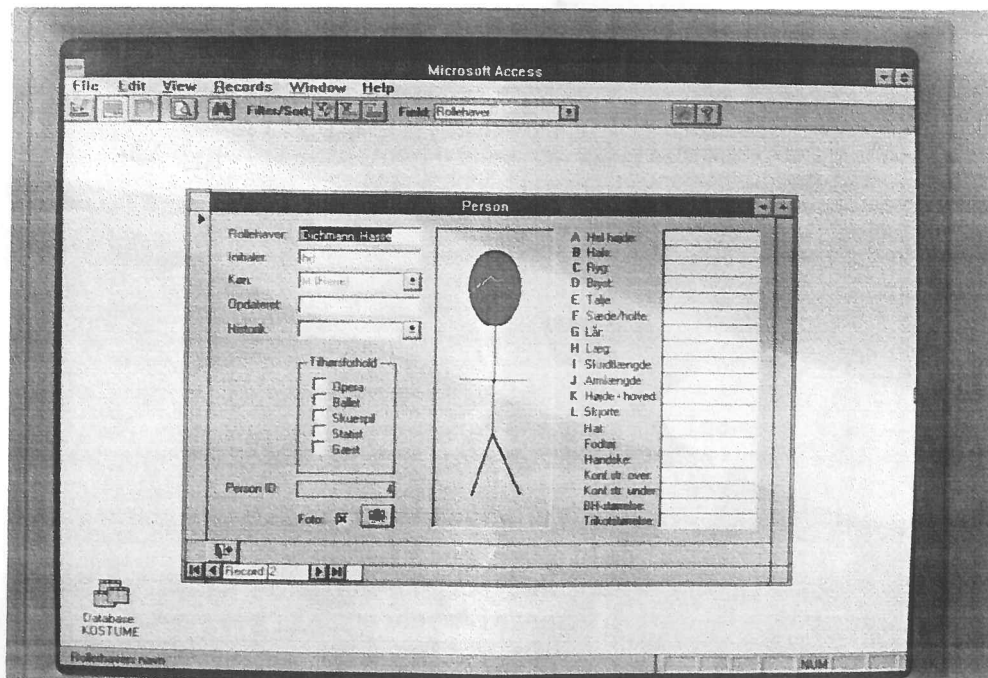 Microsoft Access
File Edit View Records Window Help
Filter/Sort: Field: Rollehaver
Person
Rollehaver: Dichmann Hasse
Initialer: hd
Køn: M (Herre)
Opdateret:
Historik:
Tilhørsforhold
Opera
Ballet
Skuespil
Statist
Gæst
Person ID: 4
Foto:
A Hel højde:
B Hals:
C Ryg:
D Bryst:
E Talje
F Sæde/hofte:
G Lår:
H Læg:
I Skridtlængde
J Armlængde
K Højde - hoved:
L Skjorte:
Hat:
Fodtøj:
Handske:
Konf.str. over:
Konf.str. under:
BH-størrelse:
Trikotstørrelse:
Record: 2
Database
KOSTUME
Rollehavers navn
NUM